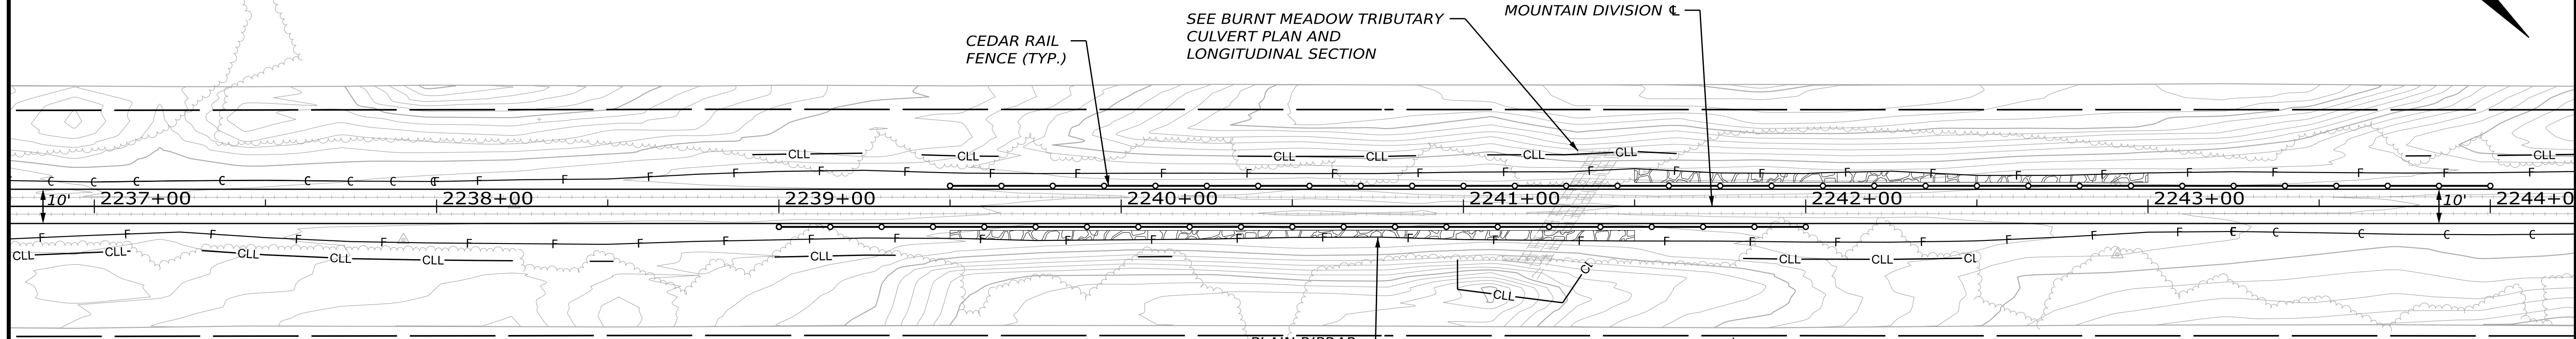 MOUNTAIN DIVISION ℄
SEE BURNT MEADOW TRIBUTARY
CULVERT PLAN AND
LONGITUDINAL SECTION
CEDAR RAIL
FENCE (TYP.)
CLL CLL CLL CLL CLL CLL CLL
F F F F F F F F F F F F F F F F F F
C C C C C C C C F F
10' 2237+00 2238+00 2239+00 2240+00 2241+00 2242+00 2243+00 10' 2244+0
F F F F F F F F F F F F F F F F F F F F F F F F F F C C C C
CLL CLL CLL CLL CLL CLL CLL CLL CL
CLL CL
PLAIN RIPRAP